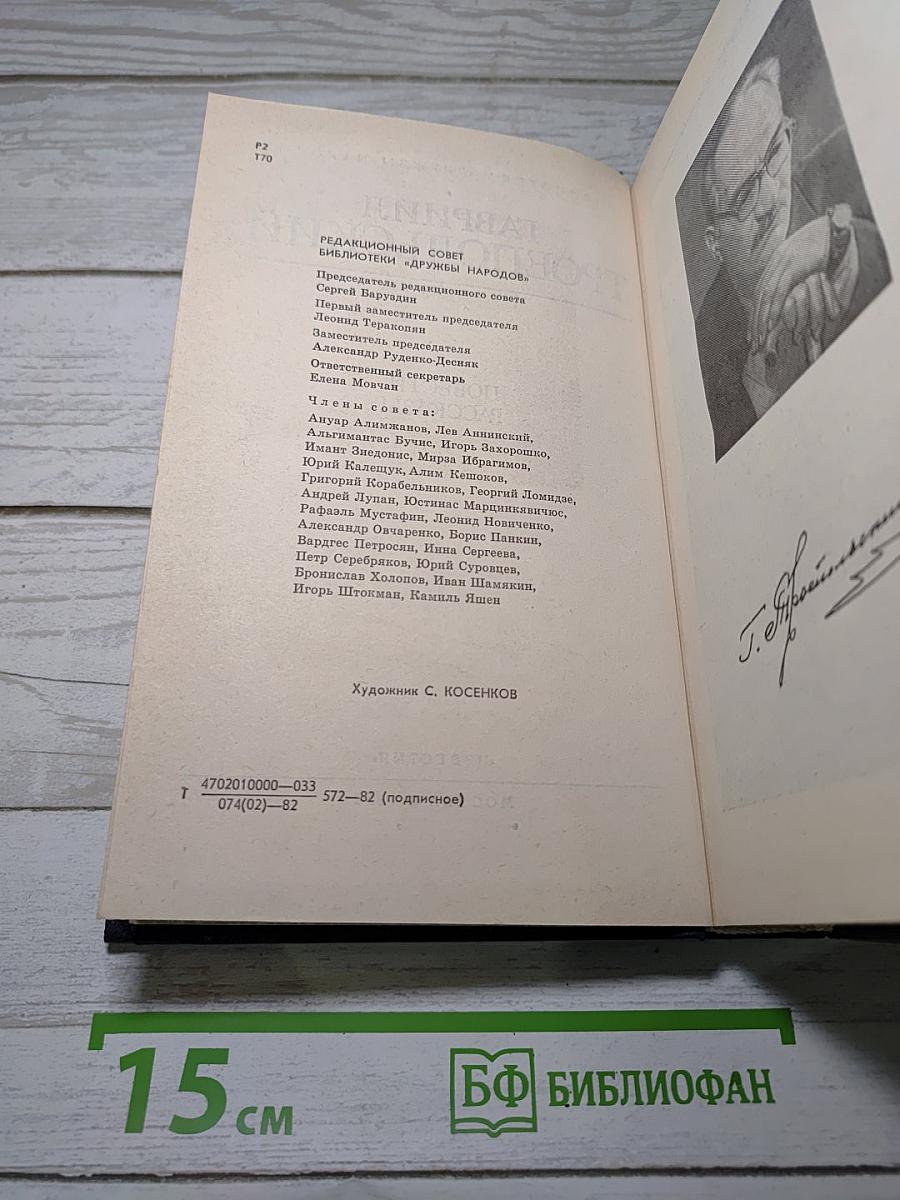 Р2
Т70
РЕДАКЦИОННЫЙ СОВЕТ
БИБЛИОТЕКИ «ДРУЖБЫ НАРОДОВ»
Председатель редакционного совета
Сергей Баруздин
Первый заместитель председателя
Леонид Теракопян
Заместитель председателя
Александр Руденко-Десняк
Ответственный секретарь
Елена Мовчан
Члены совета:
Ануар Алимжанов, Лев Аннинский,
Альгимантас Бучис, Игорь Захорошко,
Имант Зиедонис, Мирза Ибрагимов,
Юрий Калещук, Алим Кешоков,
Григорий Корабельников, Георгий Ломидзе,
Андрей Лупан, Юстинас Марцинкявичюс,
Рафаэль Мустафин, Леонид Новиченко,
Александр Овчаренко, Борис Панкин,
Вардгес Петросян, Инна Сергеева,
Петр Серебряков, Юрий Суровцев,
Бронислав Холопов, Иван Шамякин,
Игорь Штокман, Камиль Яшен
Художник С. КОСЕНКОВ
Т 4702010000—033
074(02)—82 572—82 (подписное)
Г. Троепольский
15 см
БФ БИБЛИОФАН